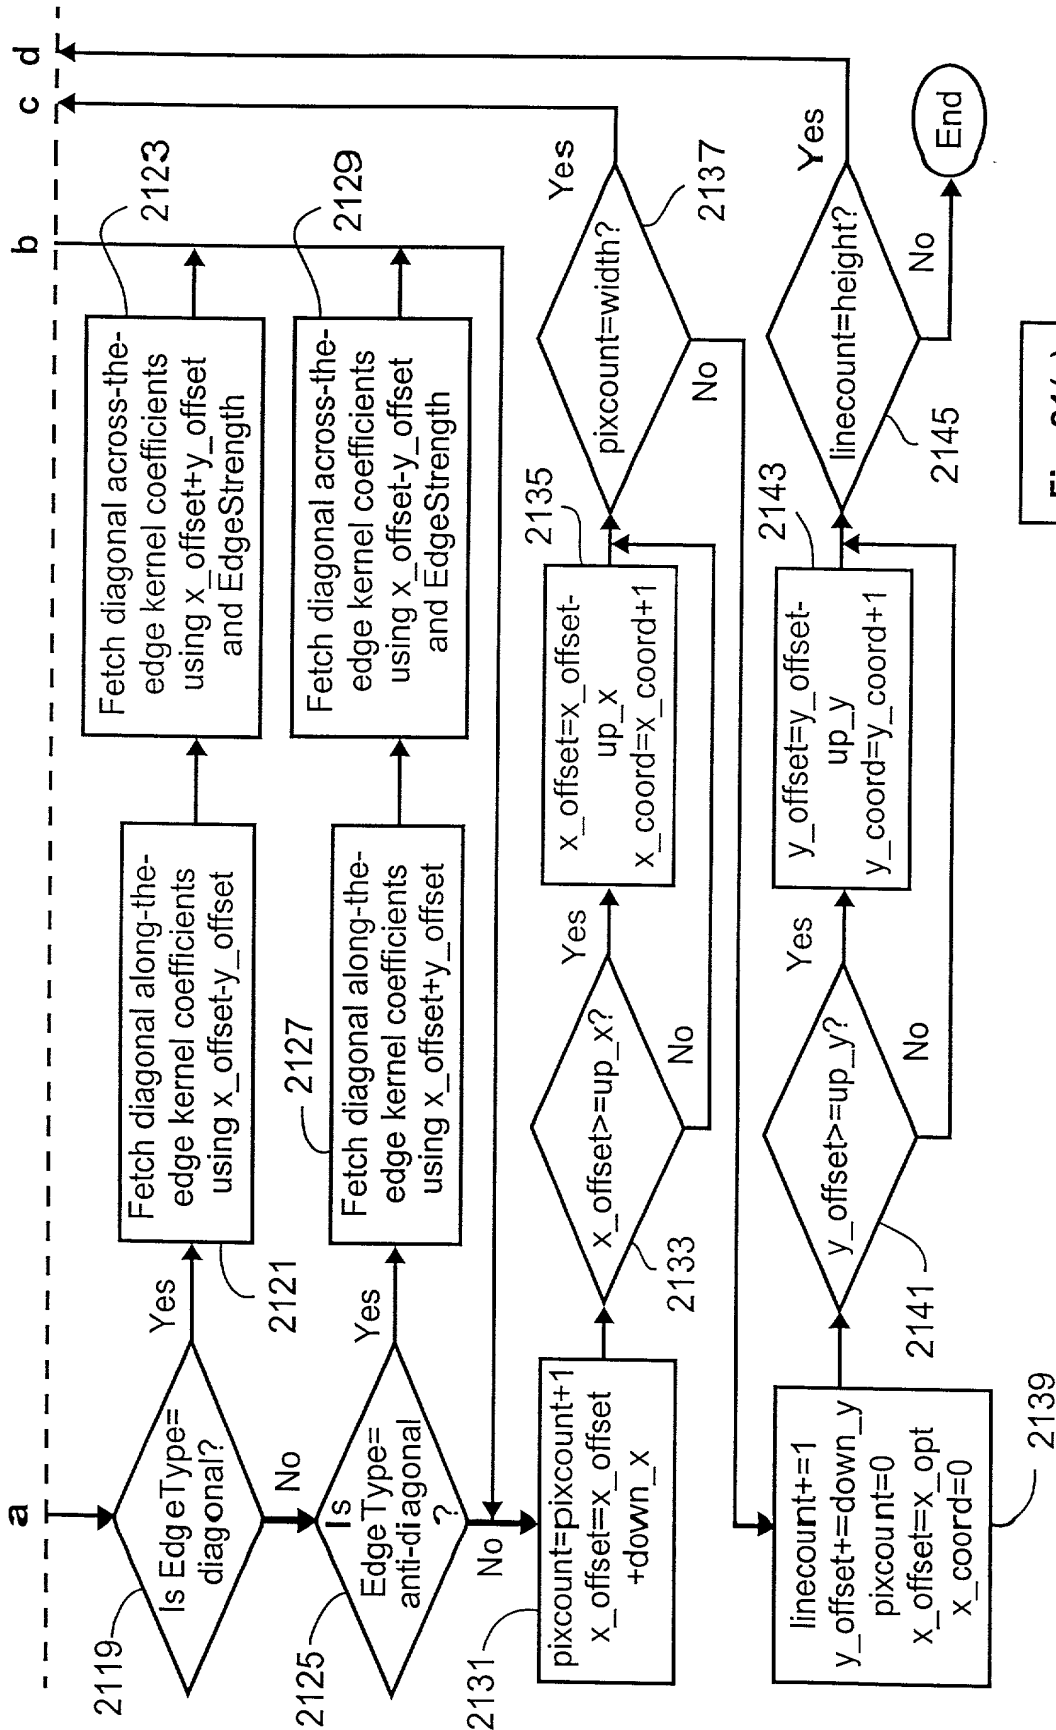 a
b
c
d
Is EdgeType=
diagonal?
2119
Yes
No
Fetch diagonal along-the-
edge kernel coefficients
using x_offset-y_offset
2121
Fetch diagonal across-the-
edge kernel coefficients
using x_offset+y_offset
and EdgeStrength
2123
Is
EdgeType=
anti-diagonal
?
2125
Yes
No
Fetch diagonal along-the-
edge kernel coefficients
using x_offset+y_offset
2127
Fetch diagonal across-the-
edge kernel coefficients
using x_offset-y_offset
and EdgeStrength
2129
pixcount=pixcount+1
x_offset=x_offset
+down_x
2131
x_offset>=up_x?
2133
Yes
No
x_offset=x_offset-
up_x
x_coord=x_coord+1
2135
pixcount=width?
2137
Yes
No
linecount+=1
y_offset+=down_y
pixcount=0
x_offset=x_opt
x_coord=0
2139
y_offset>=up_y?
2141
Yes
No
y_offset=y_offset-
up_y
y_coord=y_coord+1
2143
linecount=height?
2145
Yes
No
End